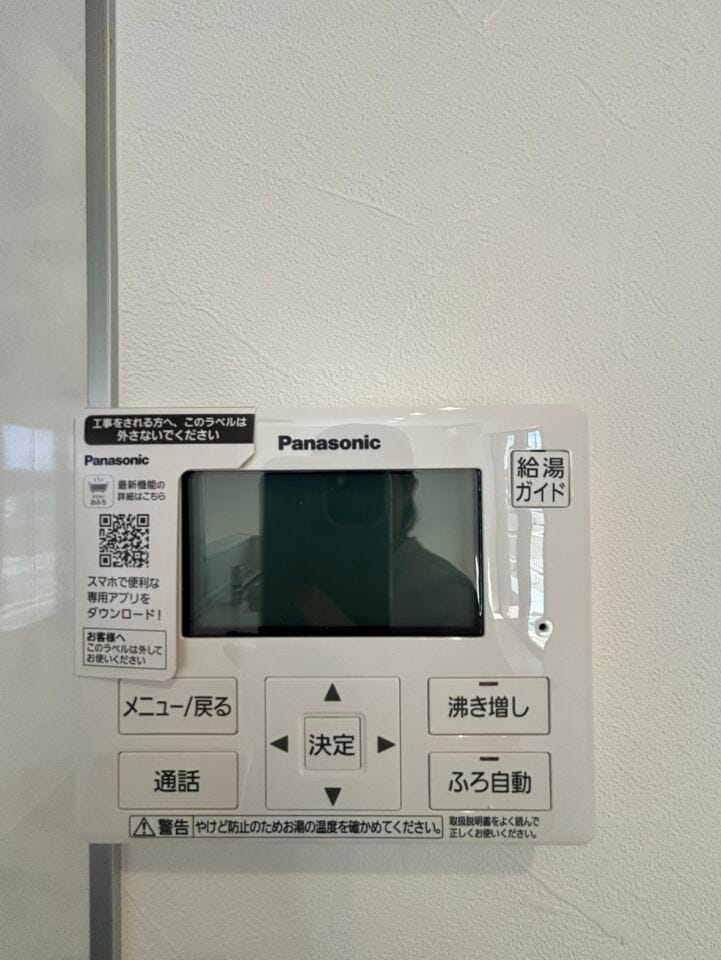 工事をされる方へ、このラベルは
外さないでください
Panasonic
Panasonic
最新機能の
詳細はこちら
おふろ
スマホで便利な
専用アプリを
ダウンロード!
お客様へ
このラベルは外して
お使いください
給湯
ガイド
メニュー/戻る
▲
沸き増し
◀ 決定 ▶
通話
▼
ふろ自動
警告 やけど防止のためお湯の温度を確かめてください。
取扱説明書をよく読んで
正しくお使いください。